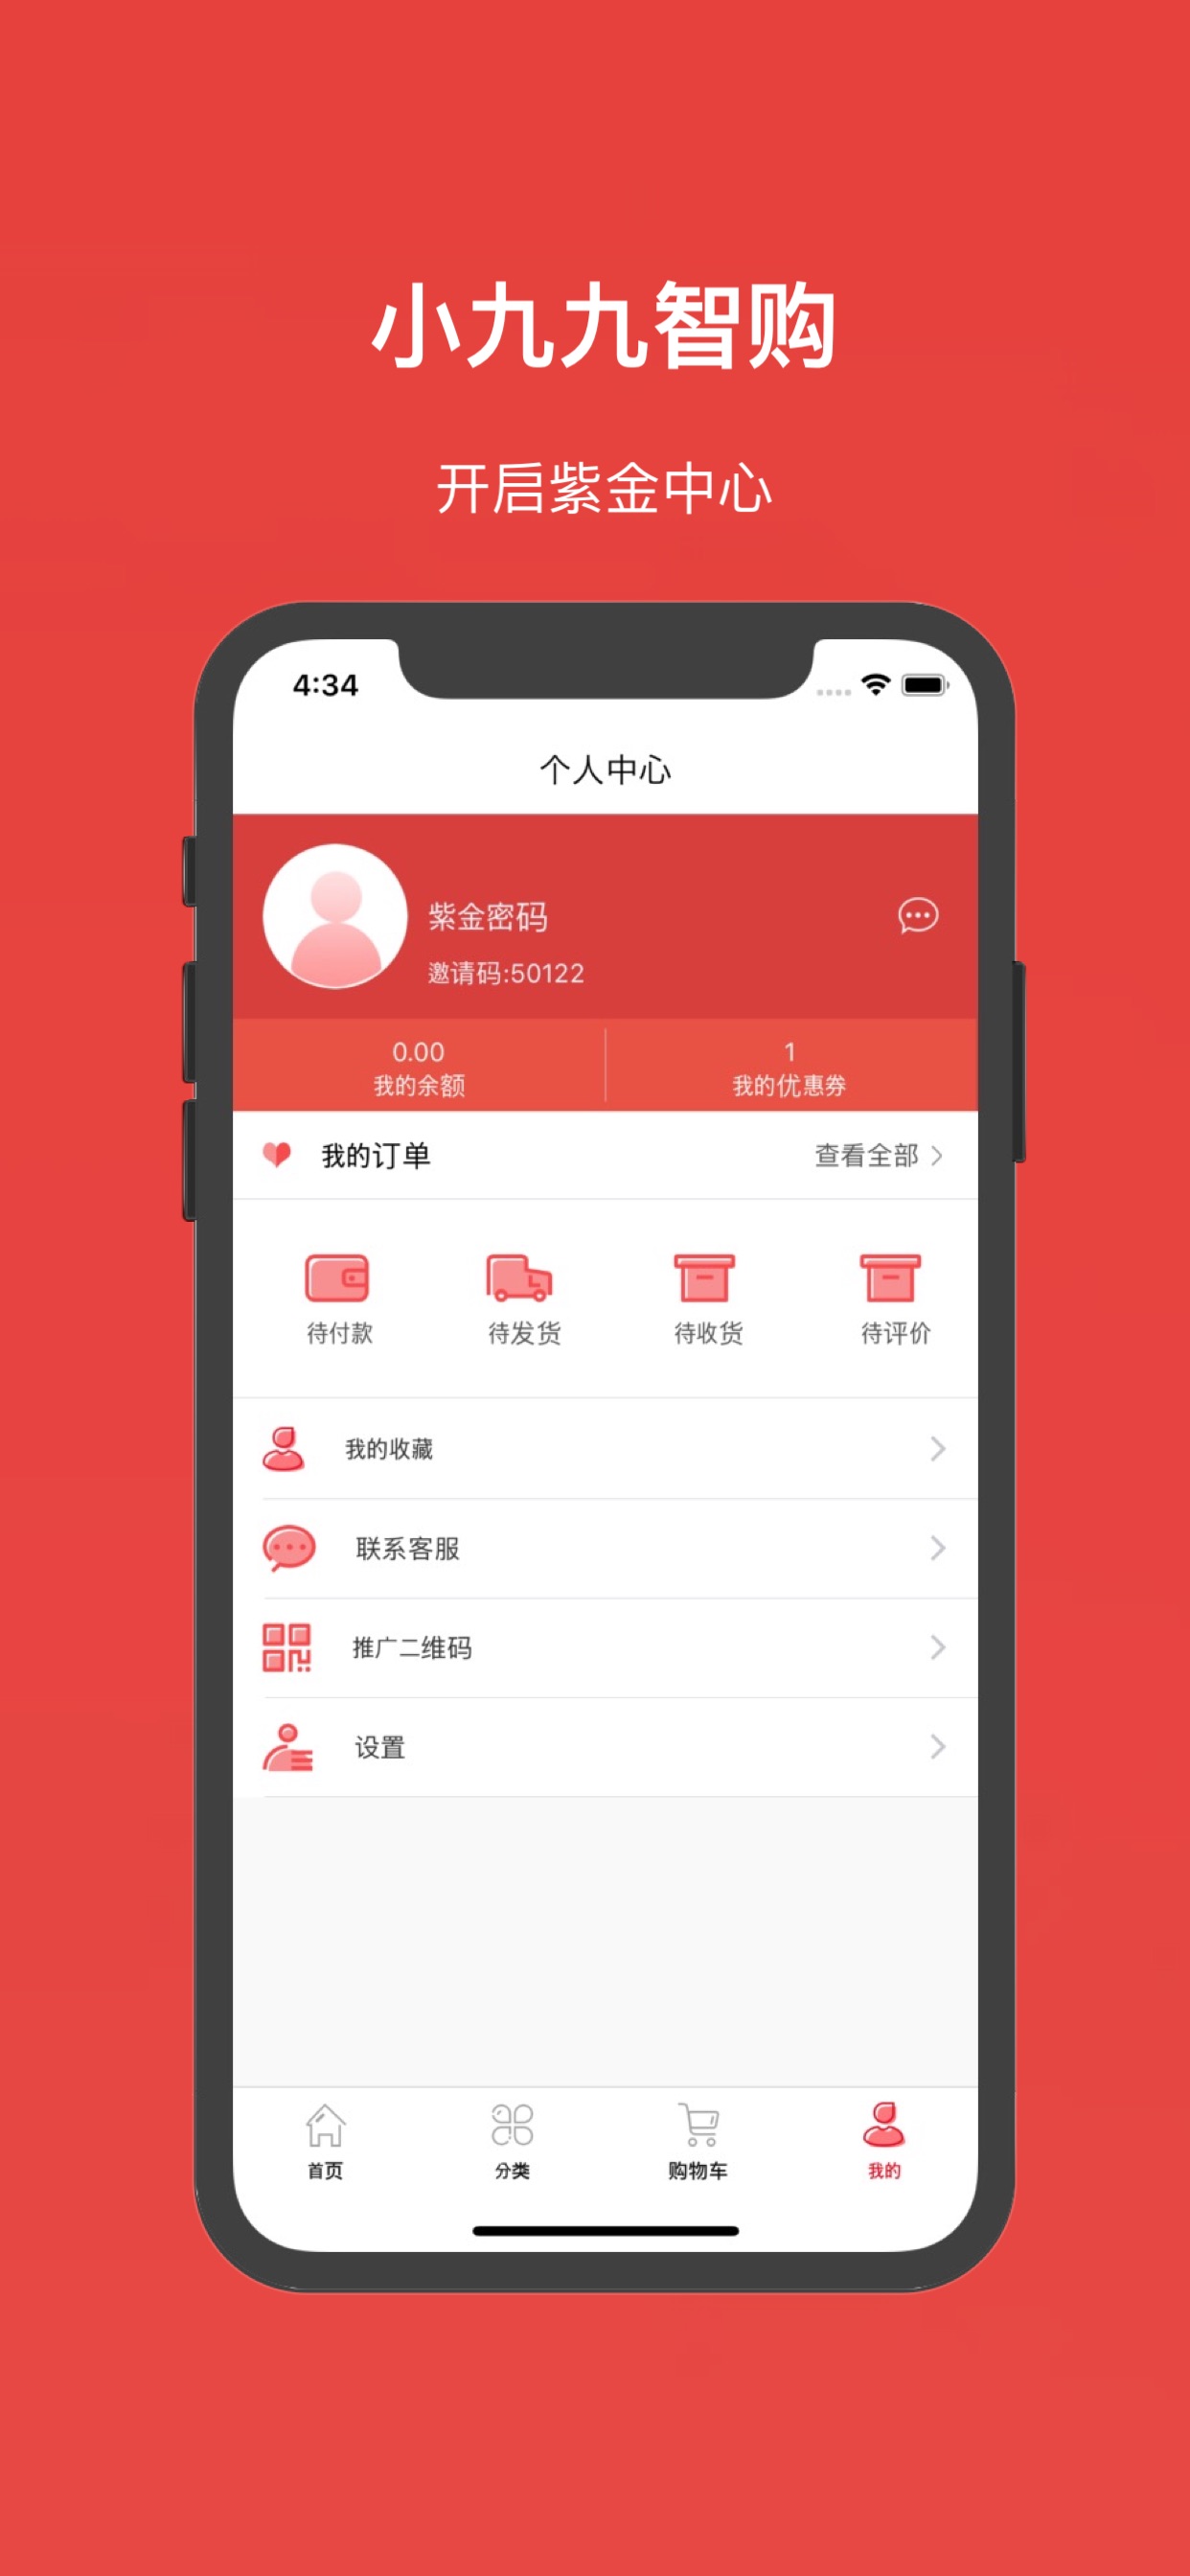 小九九智购
开启紫金中心
4:34
个人中心
紫金密码
邀请码:50122
0.00
我的余额
1
我的优惠券
我的订单
查看全部
待付款
待发货
待收货
待评价
我的收藏
联系客服
推广二维码
设置
首页
分类
购物车
我的